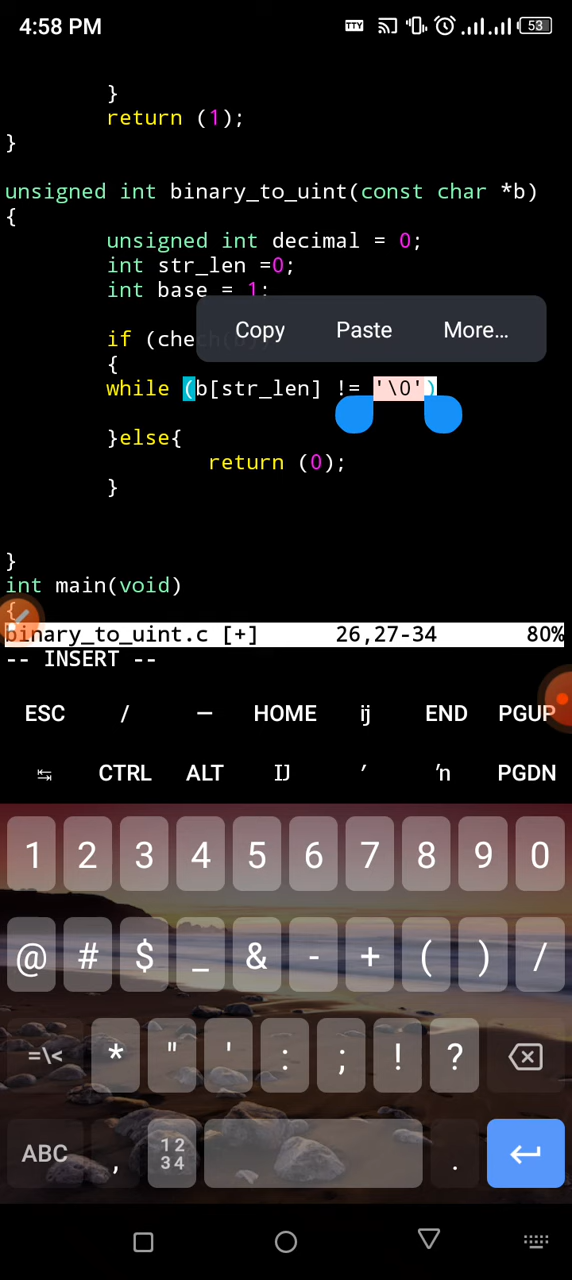 4:58 PM TTY 53
}
return (1);
}
unsigned int binary_to_uint(const char *b)
{
unsigned int decimal = 0;
int str_len =0;
int base = 1;
Copy Paste More...
if (chec
{
while (b[str_len] != '\0')
}else{
return (0);
}
}
int main(void)
{
binary_to_uint.c [+] 26,27-34 80%
-- INSERT --
ESC / — HOME ij END PGUP
↹ CTRL ALT IJ ′ ʼn PGDN
1 2 3 4 5 6 7 8 9 0
@ # $ _ & - + ( ) /
=\< * " ' : ; ! ?
ABC , 12 34 .